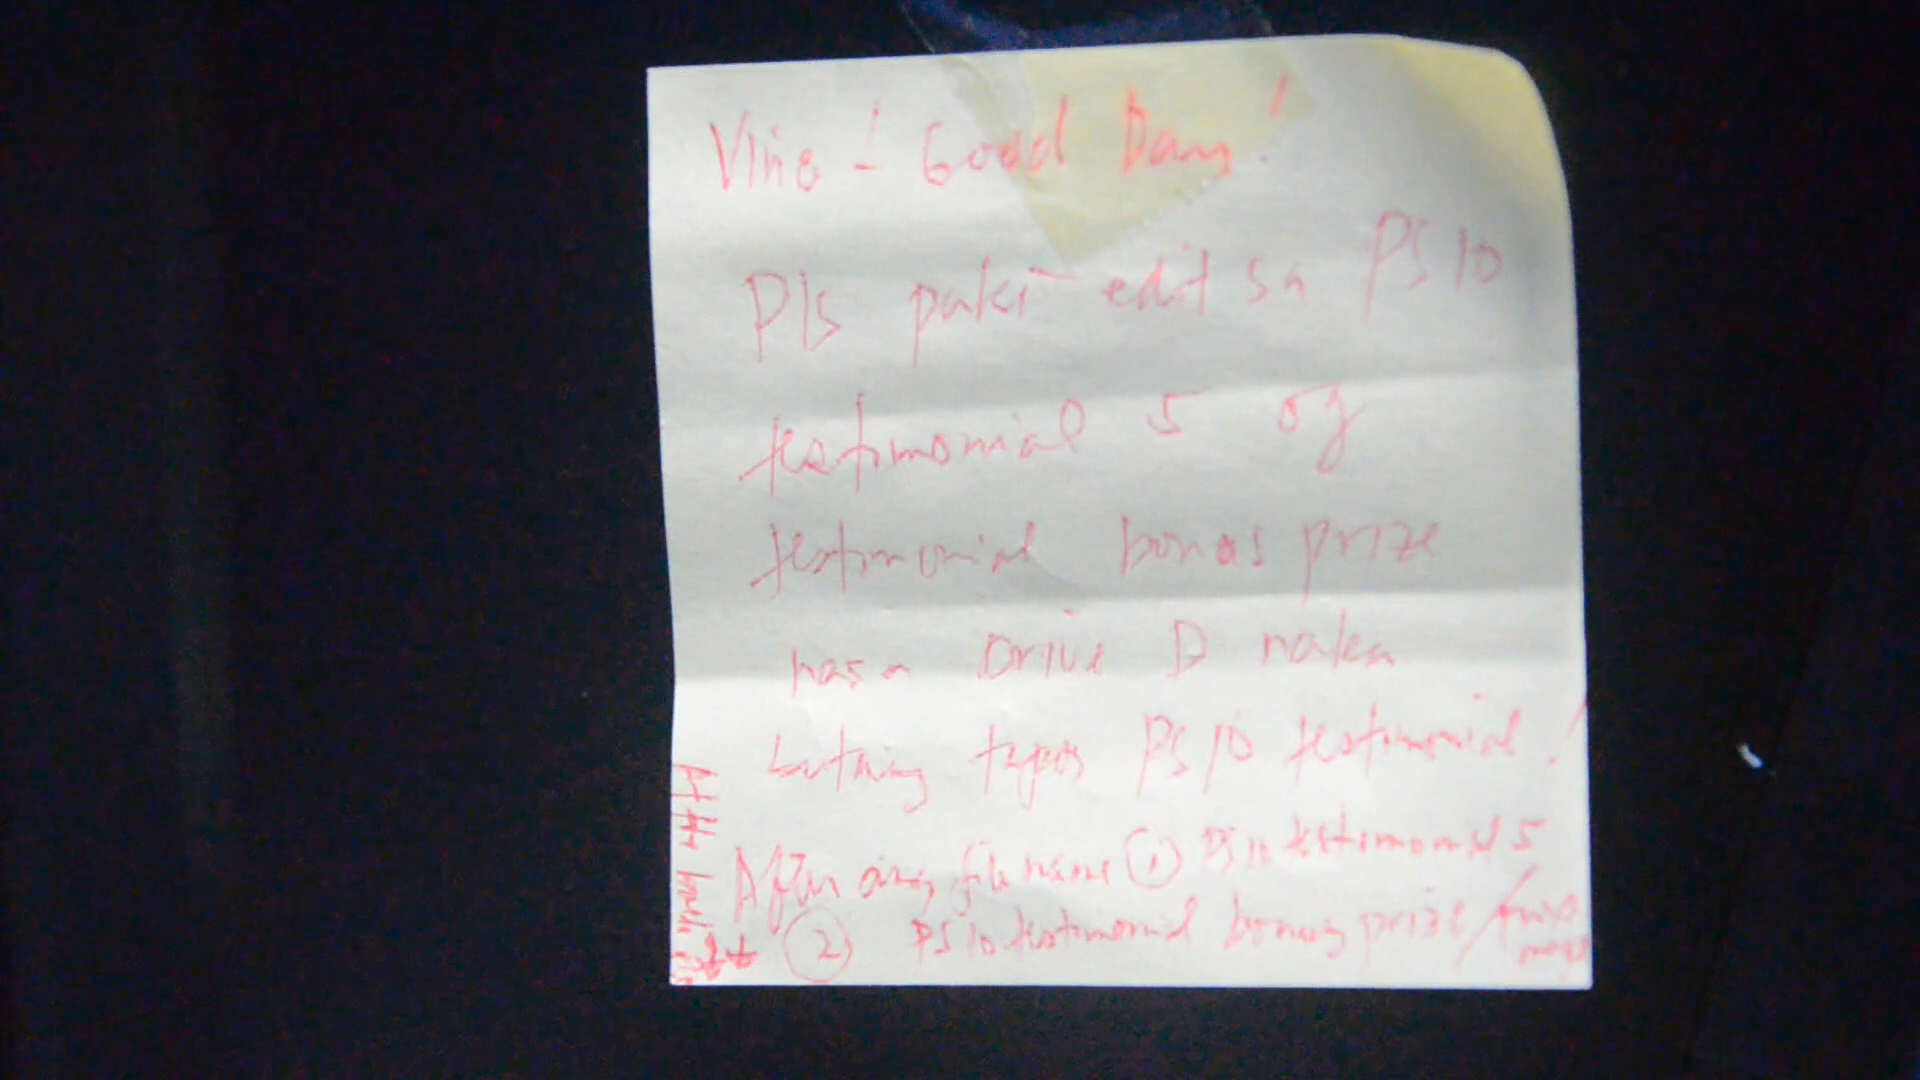 Vine - Good Day!
Pls paki edit sa PS10
testimonial 5 og
testimonial bonus prize
nasa Drive D naka
butang tapos PS10 testimonial!
After ang file name (1) PS10 testimonial 5
(2) PS10 testimonial bonus prize/